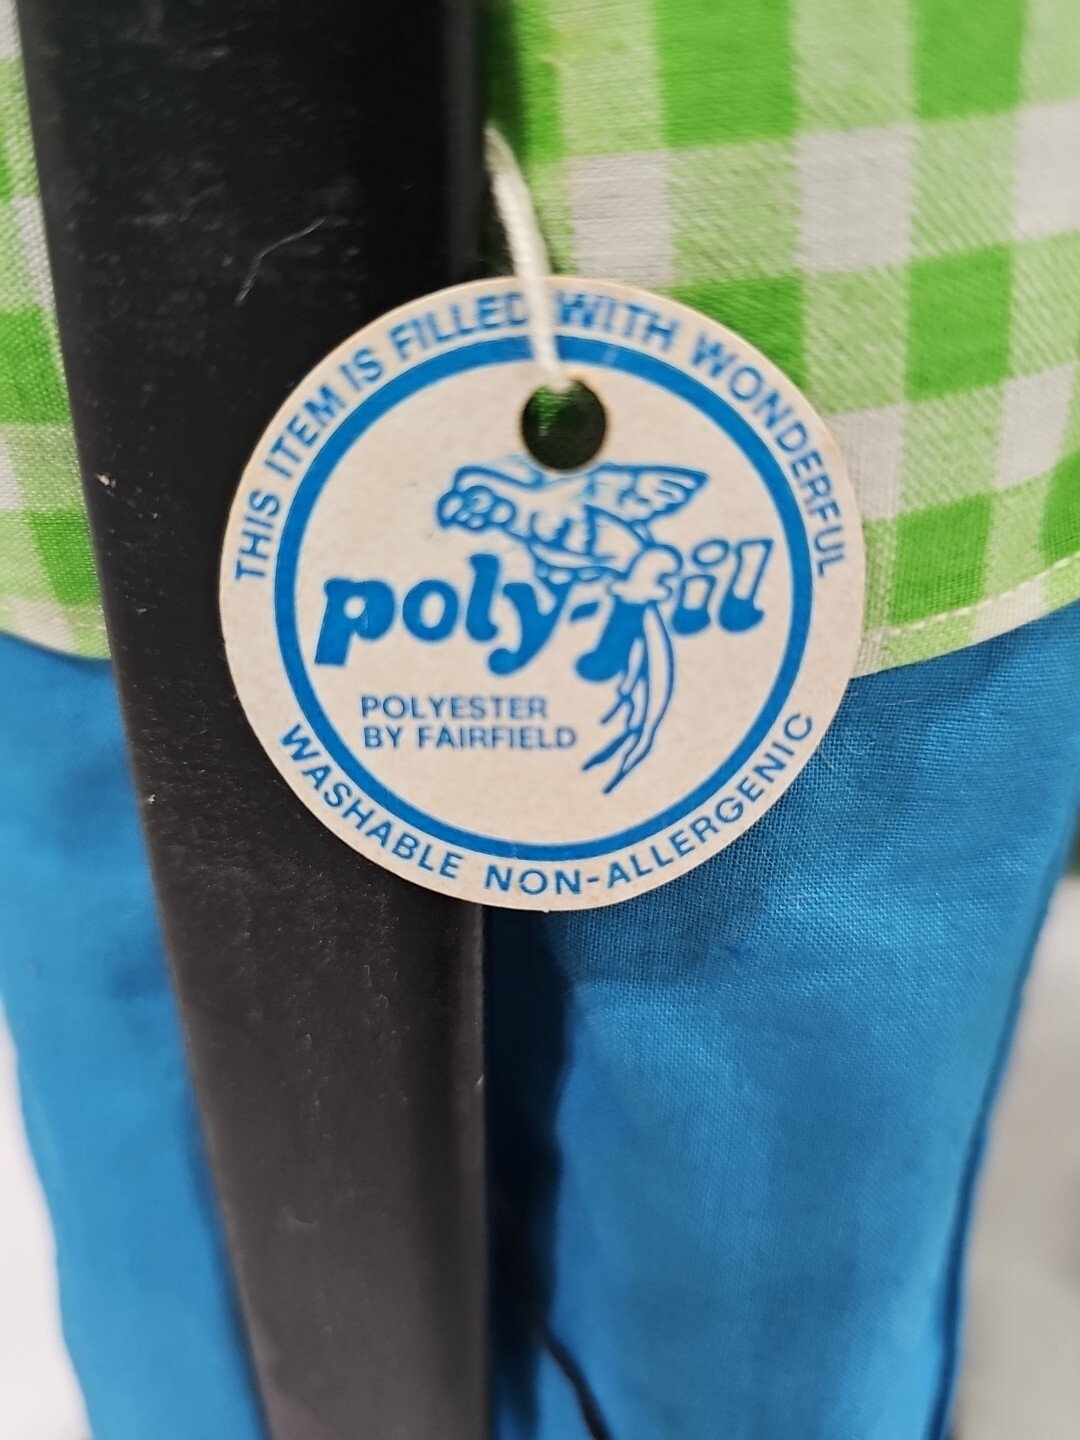 THIS ITEM IS FILLED WITH WONDERFUL
poly-fil
POLYESTER
BY FAIRFIELD
WASHABLE NON-ALLERGENIC